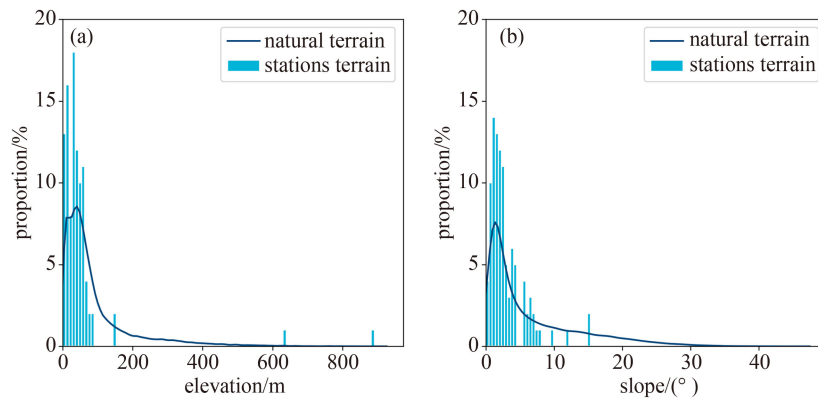 (a)
natural terrain
stations terrain
20
15
10
5
0
proportion/%
0 200 400 600 800
elevation/m
(b)
natural terrain
stations terrain
20
15
10
5
0
proportion/%
0 10 20 30 40
slope/(° )